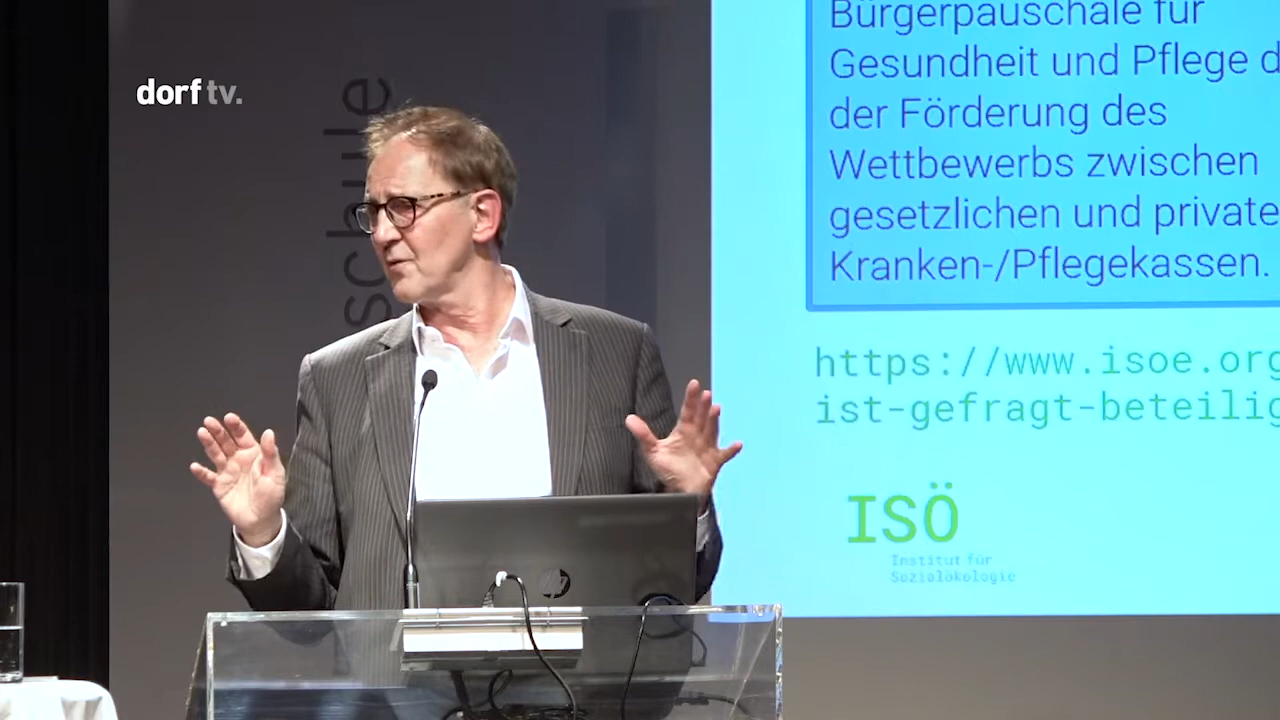 dorf tv.
schule
Bürgerpauschale für
Gesundheit und Pflege d
der Förderung des
Wettbewerbs zwischen
gesetzlichen und private
Kranken-/Pflegekassen.
https://www.isoe.org
ist-gefragt-beteilig
ISÖ
Institut für
Sozialökologie
hp